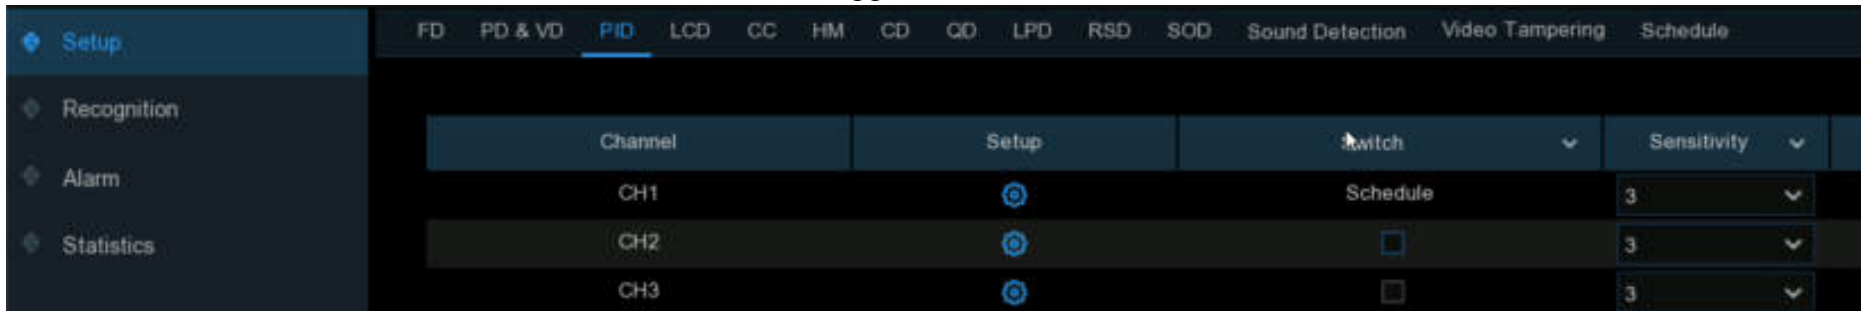 Setup
FD PD & VD PID LCD CC HM CD QD LPD RSD SOD Sound Detection Video Tampering Schedule
Recognition
Channel Setup Switch Sensitivity
Alarm
CH1 Schedule 3
Statistics
CH2 3
CH3 3